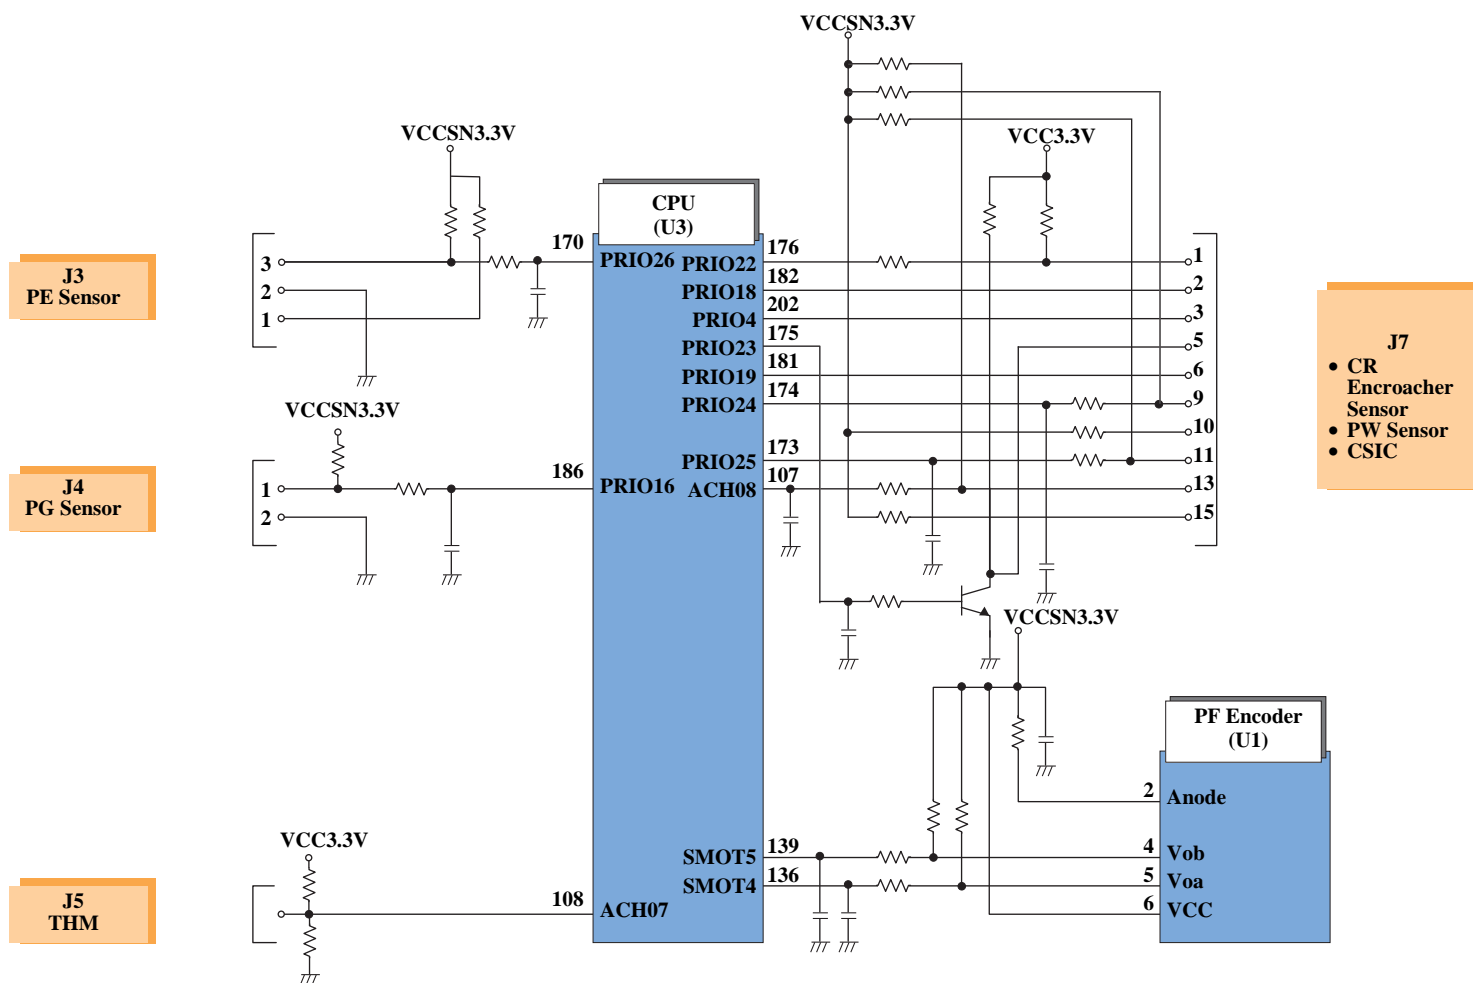 VCCSN3.3V
VCCSN3.3V
VCC3.3V
CPU
(U3)
J3
PE Sensor
3
2
1
170
PRIO26
PRIO22
176
PRIO18
182
PRIO4
202
PRIO23
175
PRIO19
181
PRIO24
174
PRIO25
173
ACH08
107
1
2
3
5
6
9
10
11
13
15
J7
• CR
Encroacher
Sensor
• PW Sensor
• CSIC
VCCSN3.3V
J4
PG Sensor
1
2
186
PRIO16
VCCSN3.3V
PF Encoder
(U1)
2
Anode
4
Vob
5
Voa
6
VCC
SMOT5
139
SMOT4
136
VCC3.3V
J5
THM
108
ACH07